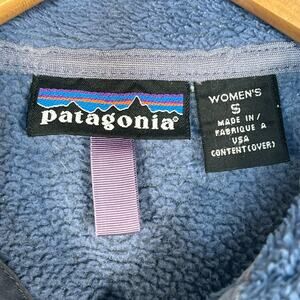 patagonia®
WOMEN'S
S
MADE IN /
FABRIQUE A
USA
CONTENT(OVER)